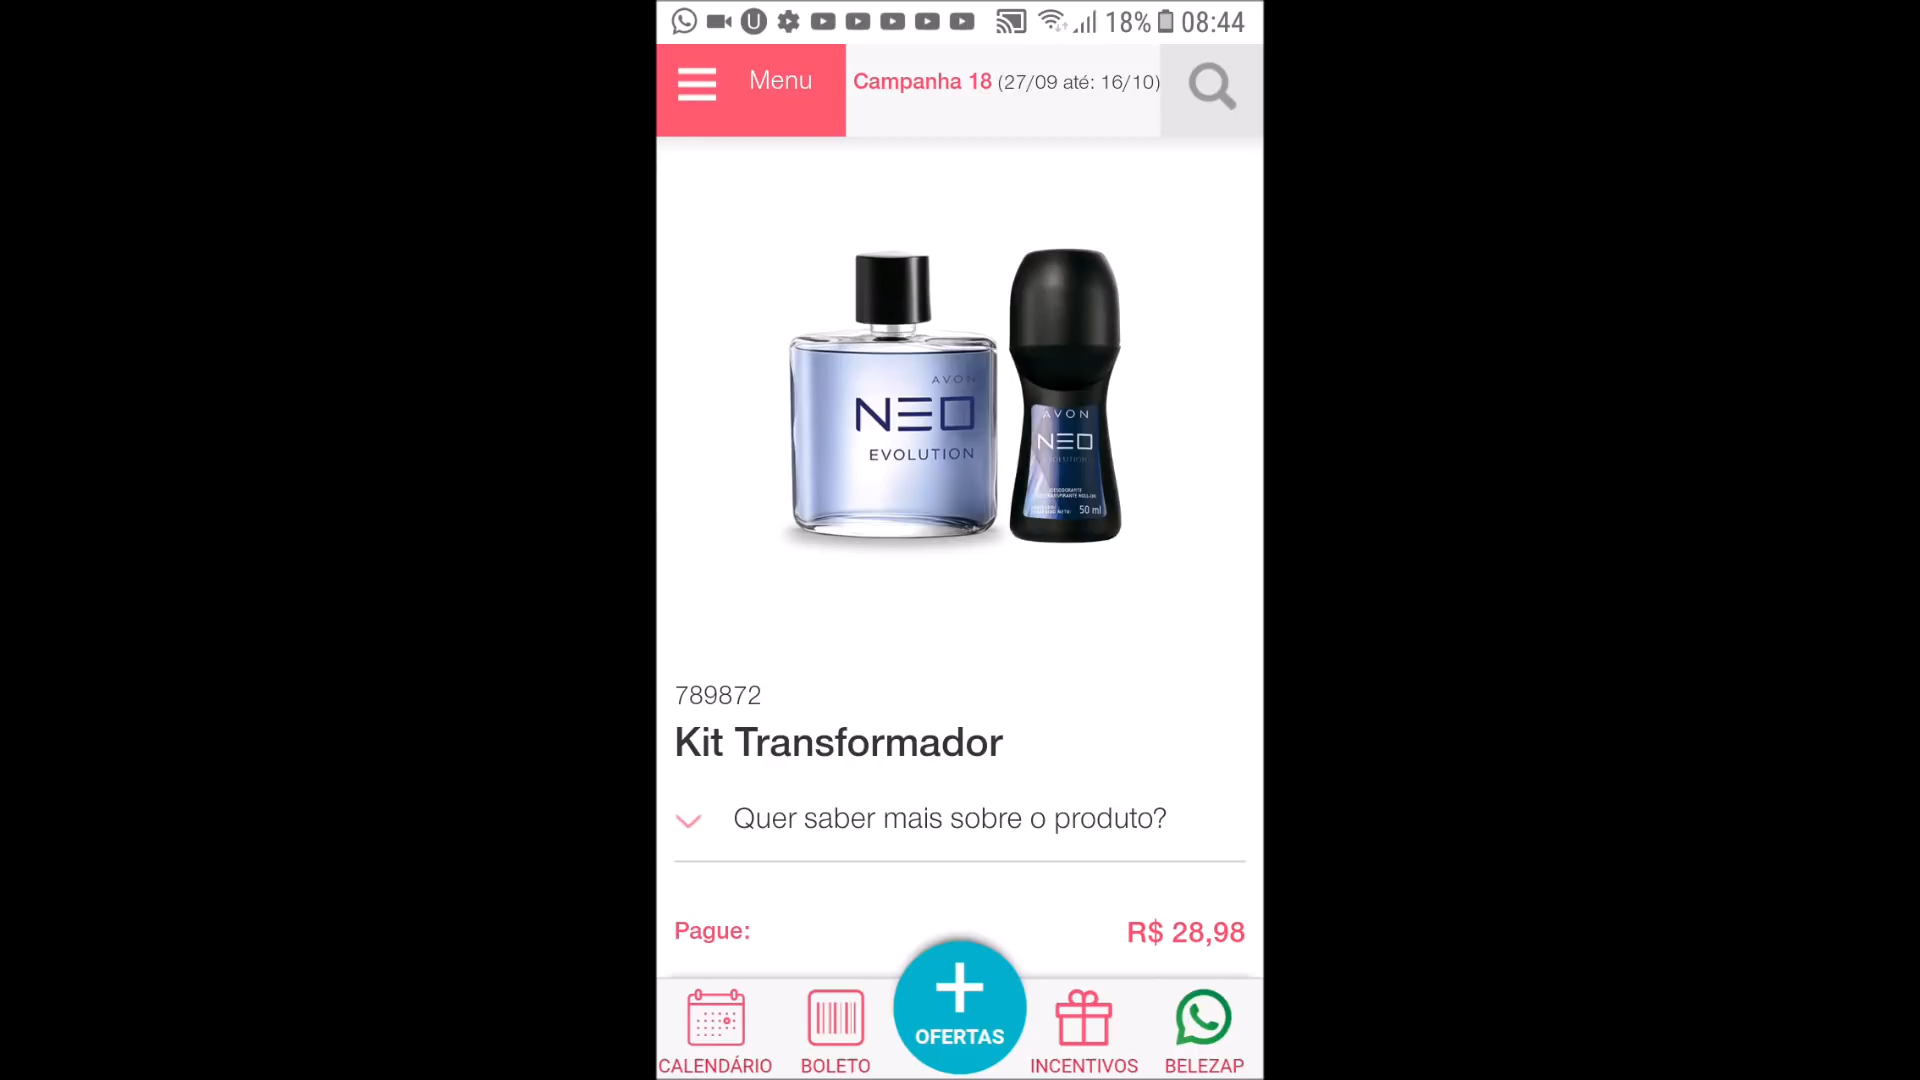 18% 08:44
Menu Campanha 18 (27/09 até: 16/10)
AVON
NEO
EVOLUTION
AVON
NEO
50 ml
789872
Kit Transformador
Quer saber mais sobre o produto?
Pague: R$ 28,98
OFERTAS
CALENDÁRIO BOLETO INCENTIVOS BELEZAP